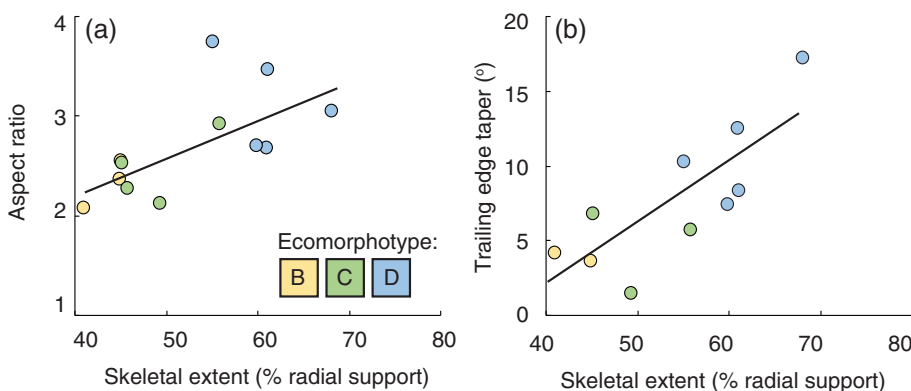 (a)
4
3
2
1
Aspect ratio
Ecomorphotype:
B C D
40 50 60 70 80
Skeletal extent (% radial support)
(b)
20
15
10
5
0
Trailing edge taper (º)
40 50 60 70 80
Skeletal extent (% radial support)